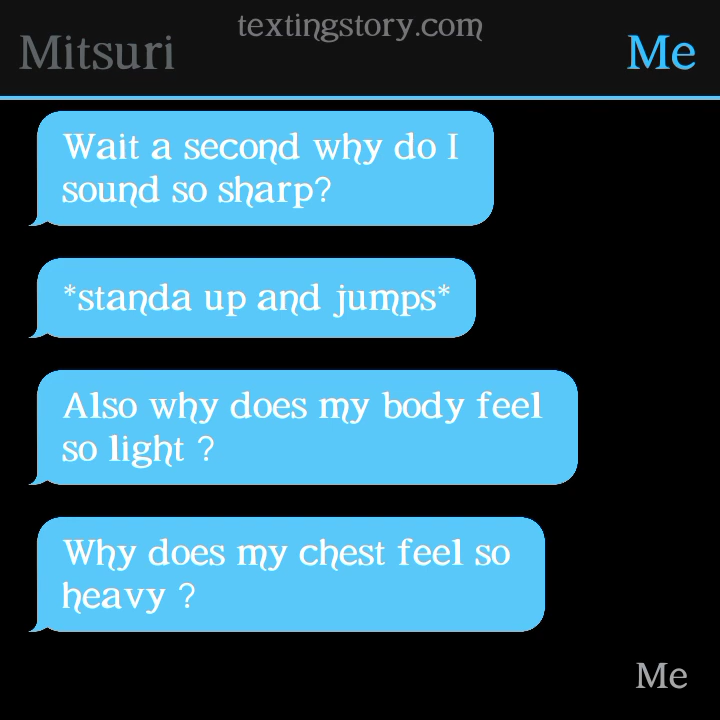 textingstory.com
Mitsuri
Me
Wait a second why do I
sound so sharp?
*standa up and jumps*
Also why does my body feel
so light ?
Why does my chest feel so
heavy ?
Me